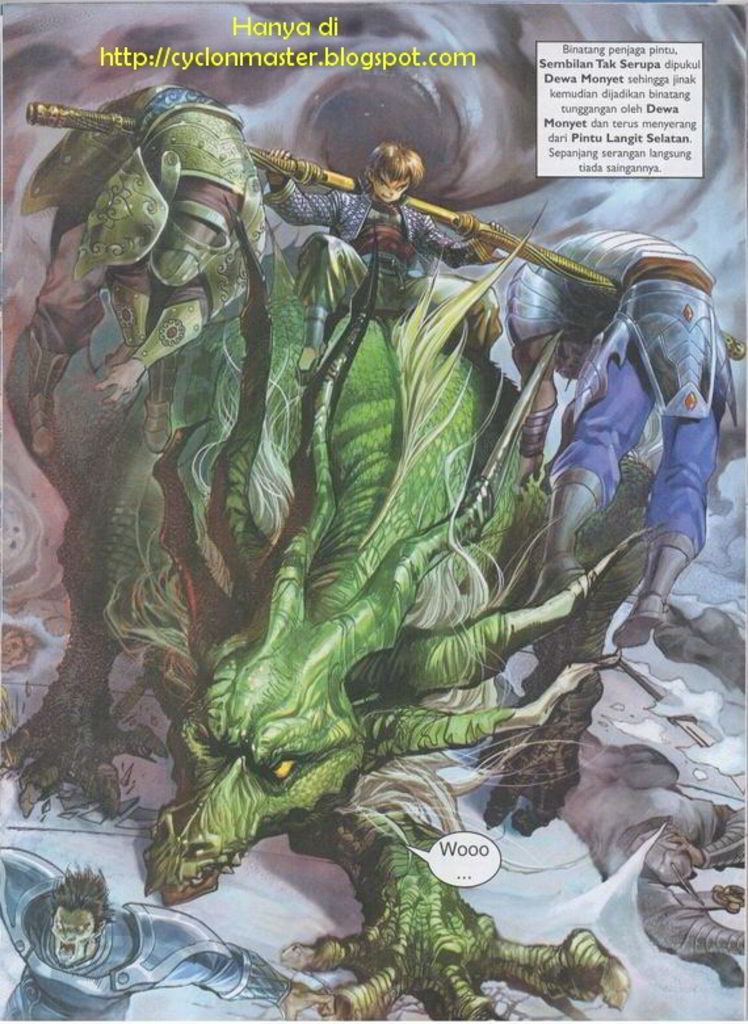 Hanya di
http://cyclonmaster.blogspot.com
Binatang penjaga pintu,
Sembilan Tak Serupa dipukul
Dewa Monyet sehingga jinak
kemudian dijadikan binatang
tunggangan oleh Dewa
Monyet dan terus menyerang
dari Pintu Langit Selatan.
Sepanjang serangan langsung
tiada saingannya.
Wooo
...